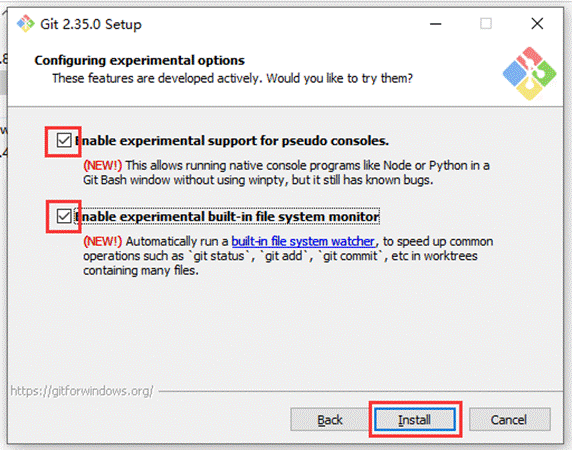 Git 2.35.0 Setup
Configuring experimental options
These features are developed actively. Would you like to try them?
Enable experimental support for pseudo consoles.
(NEW!) This allows running native console programs like Node or Python in a
Git Bash window without using winpty, but it still has known bugs.
Enable experimental built-in file system monitor
(NEW!) Automatically run a built-in file system watcher, to speed up common
operations such as `git status`, `git add`, `git commit`, etc in worktrees
containing many files.
https://gitforwindows.org/
Back Install Cancel